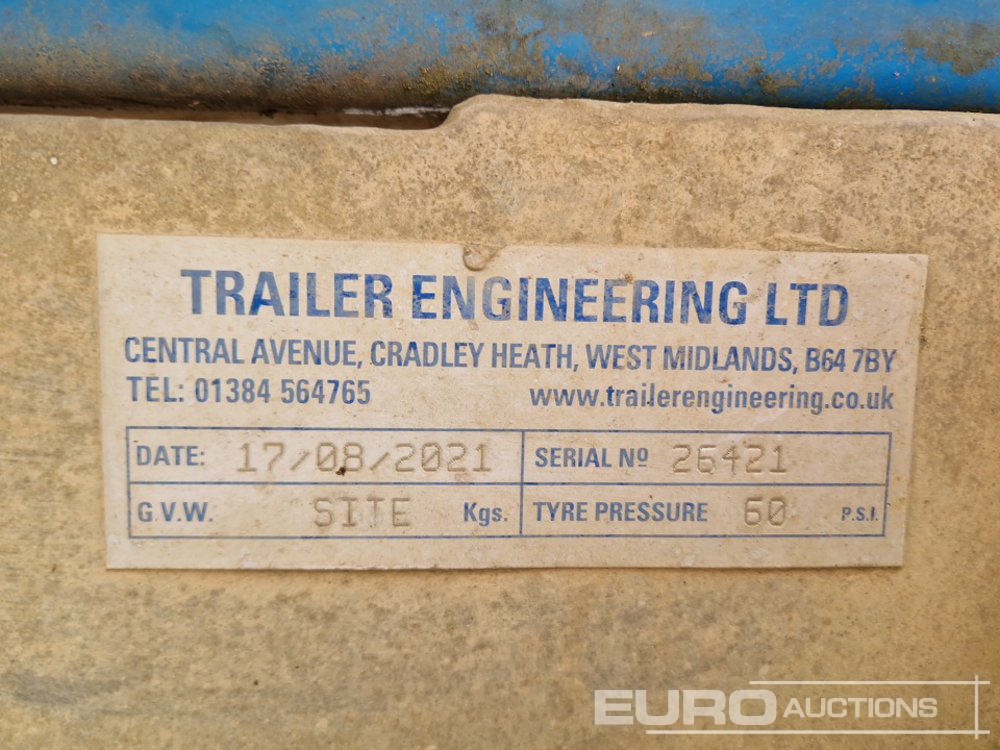 TRAILER ENGINEERING LTD
CENTRAL AVENUE, CRADLEY HEATH, WEST MIDLANDS, B64 7BY
TEL: 01384 564765 www.trailerengineering.co.uk
DATE: 17/08/2021 SERIAL Nº 26421
G.V.W. SITE Kgs. TYRE PRESSURE 60 P.S.I.
EURO AUCTIONS